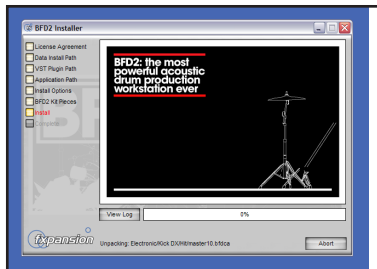 BFD2 Installer
License Agreement
Data Install Path
VST Plugin Path
Application Path
Install Options
BFD2 Kit Pieces
Install
Complete
BFD2: the most
powerful acoustic
drum production
workstation ever
View Log
0%
fxpansion
Unpacking: Electronic/Kick DX/Hit/master10.bfdca
Abort